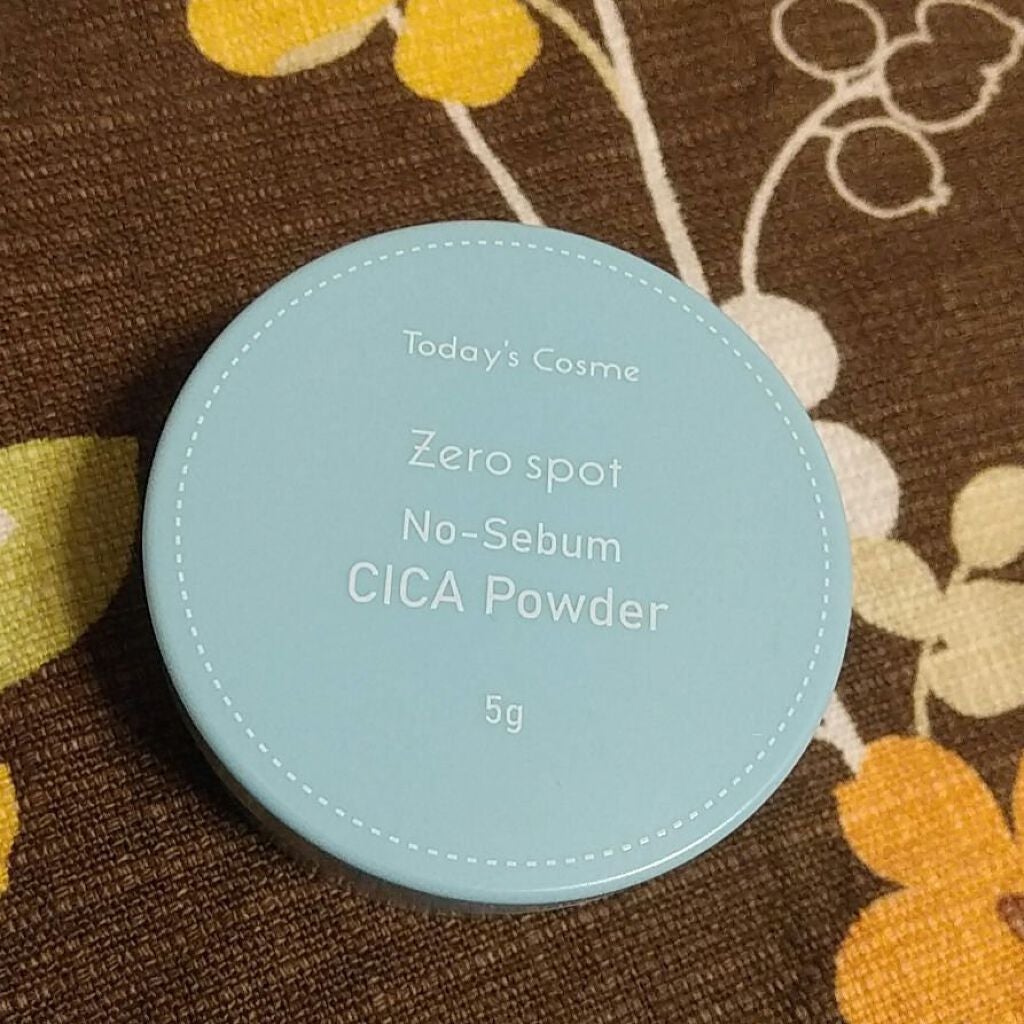 Today's Cosme
Zero spot
No-Sebum
CICA Powder
5g